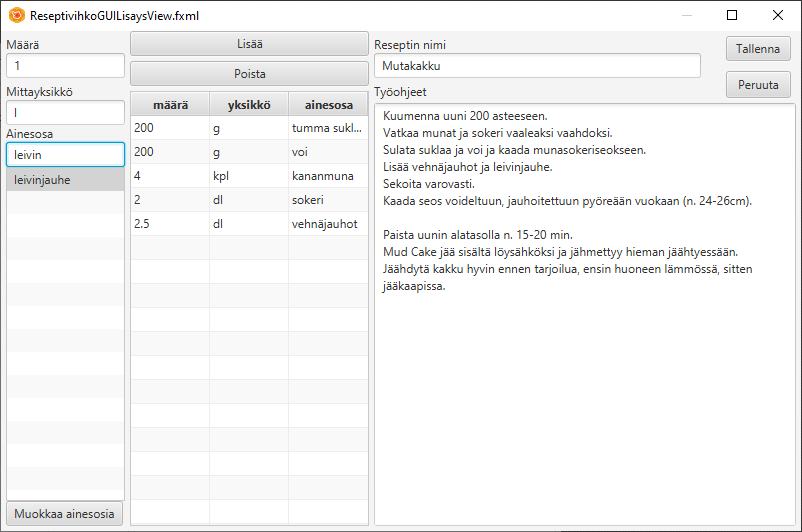 ReseptivihkoGUILisaysView.fxml
Määrä
1
Mittayksikkö
l
Ainesosa
leivin
leivinjauhe
Muokkaa ainesosia
Lisää
Poista
määrä yksikkö ainesosa
200 g tumma sukl...
200 g voi
4 kpl kananmuna
2 dl sokeri
2.5 dl vehnäjauhot
Reseptin nimi
Mutakakku
Tallenna
Peruuta
Työohjeet
Kuumenna uuni 200 asteeseen.
Vatkaa munat ja sokeri vaaleaksi vaahdoksi.
Sulata suklaa ja voi ja kaada munasokeriseokseen.
Lisää vehnäjauhot ja leivinjauhe.
Sekoita varovasti.
Kaada seos voideltuun, jauhoitettuun pyöreään vuokaan (n. 24-26cm).
Paista uunin alatasolla n. 15-20 min.
Mud Cake jää sisältä löysähköksi ja jähmettyy hieman jäähtyessään.
Jäähdytä kakku hyvin ennen tarjoilua, ensin huoneen lämmössä, sitten
jääkaapissa.